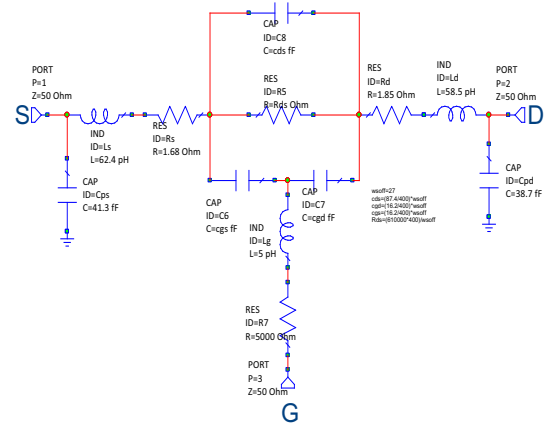 CAP
ID=C8
C=cds fF
PORT
P=1
Z=50 Ohm
RES
ID=R5
R=Rds Ohm
RES
ID=Rd
R=1.85 Ohm
IND
ID=Ld
L=58.5 pH
PORT
P=2
Z=50 Ohm
S
D
IND
ID=Ls
L=62.4 pH
RES
ID=Rs
R=1.68 Ohm
CAP
ID=Cps
C=41.3 fF
CAP
ID=C6
C=cgs fF
CAP
ID=C7
C=cgd fF
wsoff=27
cds=(87.4/400)*wsoff
cgd=(16.2/400)*wsoff
cgs=(16.2/400)*wsoff
Rds=(610000*400)/wsoff
CAP
ID=Cpd
C=38.7 fF
IND
ID=Lg
L=5 pH
RES
ID=R7
R=5000 Ohm
PORT
P=3
Z=50 Ohm
G